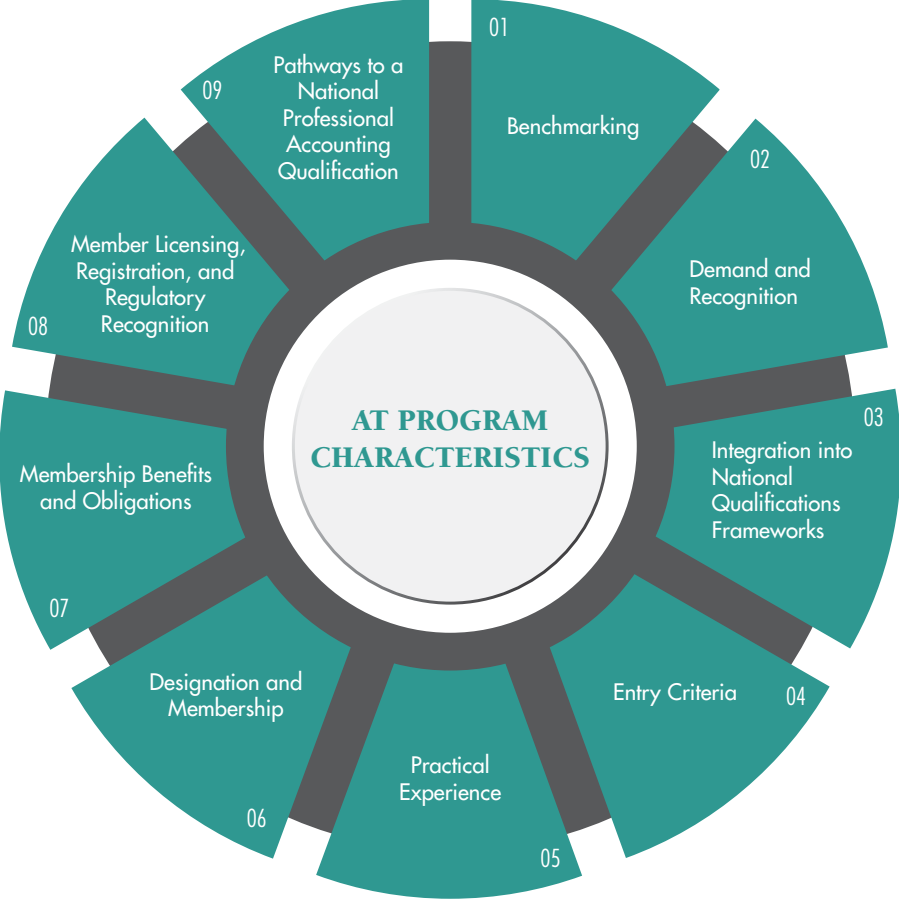 AT PROGRAM
CHARACTERISTICS
01
Benchmarking
02
Demand and
Recognition
03
Integration into
National
Qualifications
Frameworks
04
Entry Criteria
05
Practical
Experience
06
Designation and
Membership
07
Membership Benefits
and Obligations
08
Member Licensing,
Registration, and
Regulatory
Recognition
09
Pathways to a
National
Professional
Accounting
Qualification